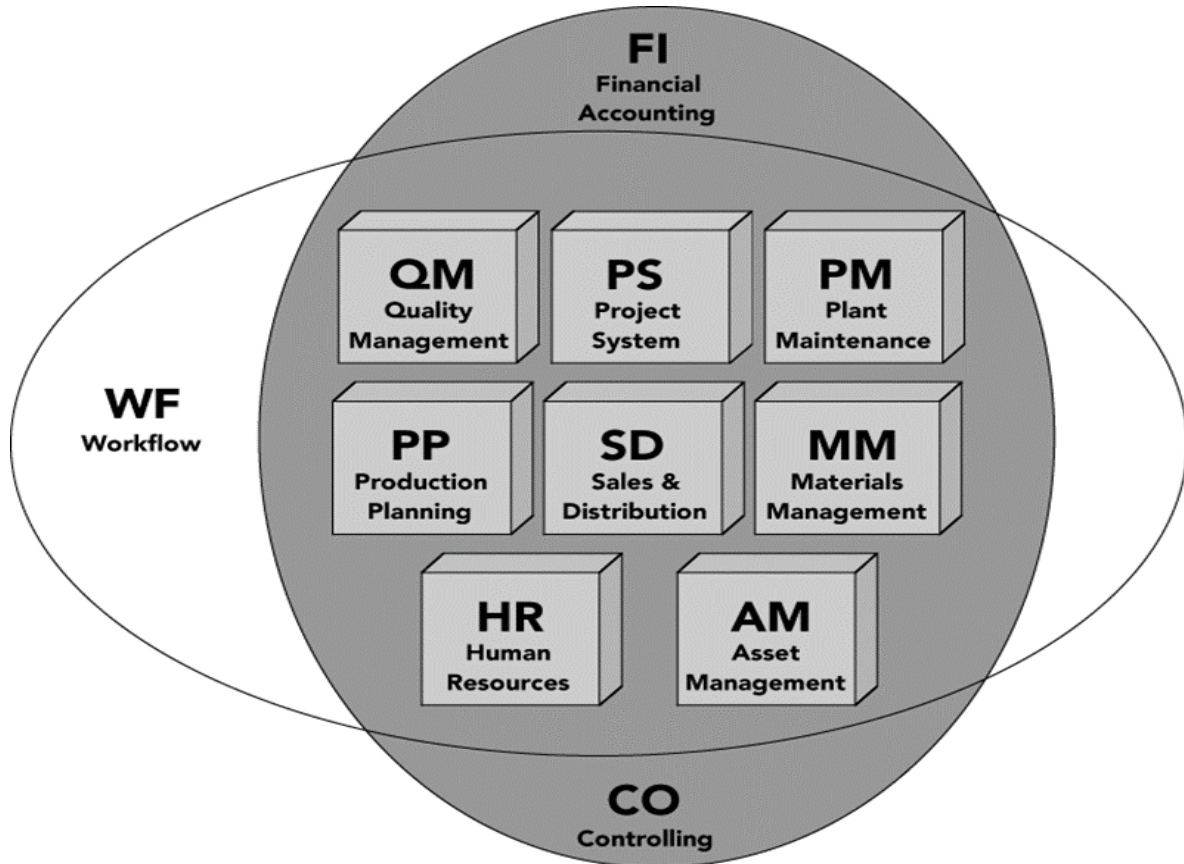 FI
Financial
Accounting
QM
Quality
Management
PS
Project
System
PM
Plant
Maintenance
WF
Workflow
PP
Production
Planning
SD
Sales &
Distribution
MM
Materials
Management
HR
Human
Resources
AM
Asset
Management
CO
Controlling